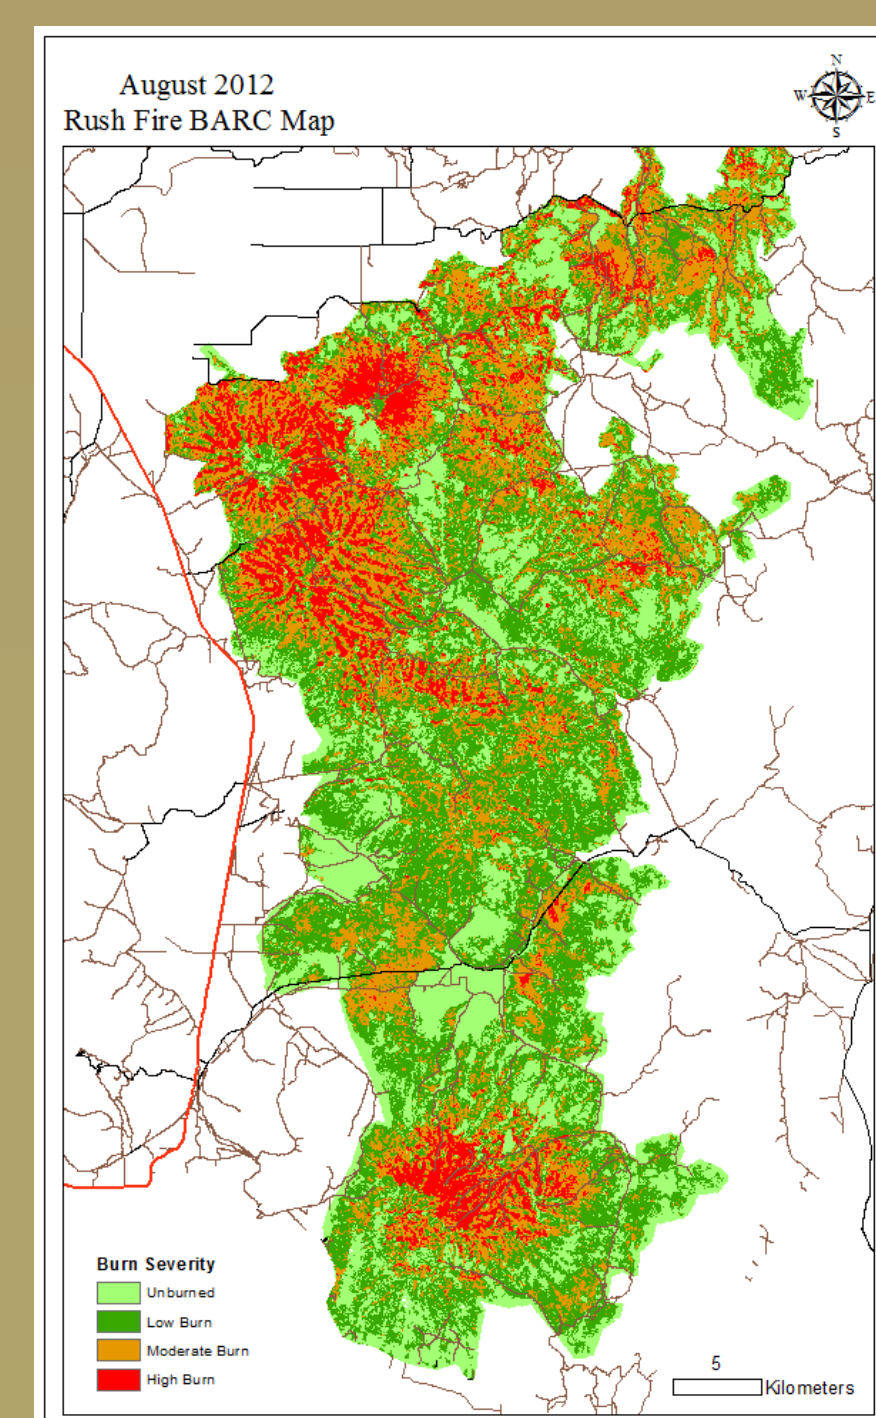 August 2012
Rush Fire BARC Map
N
W E
S
Burn Severity
Unburned
Low Burn
Moderate Burn
High Burn
5
Kilometers